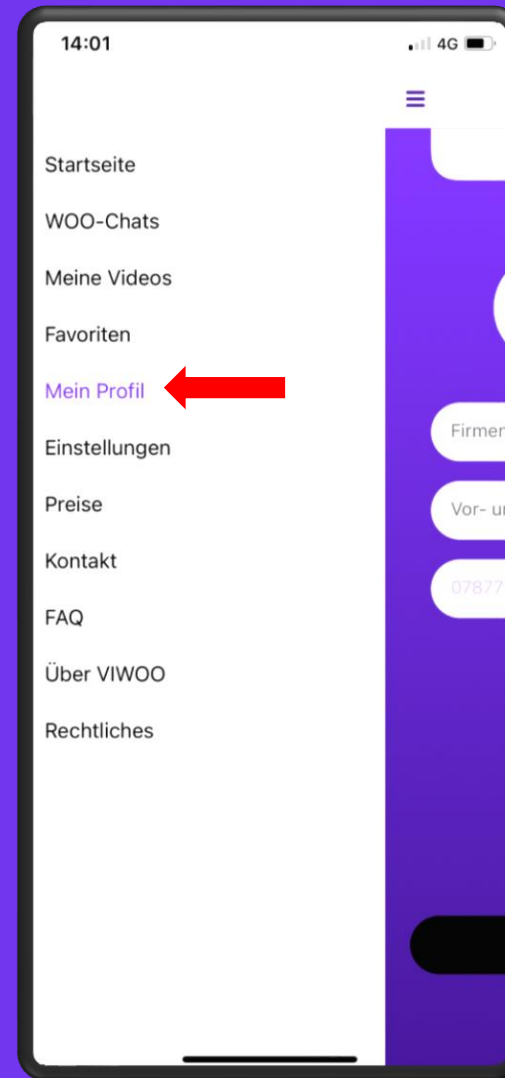 14:01
4G
Startseite
WOO-Chats
Meine Videos
Favoriten
Mein Profil
Einstellungen
Preise
Kontakt
FAQ
Über VIWOO
Rechtliches
Firmen
Vor- un
07877